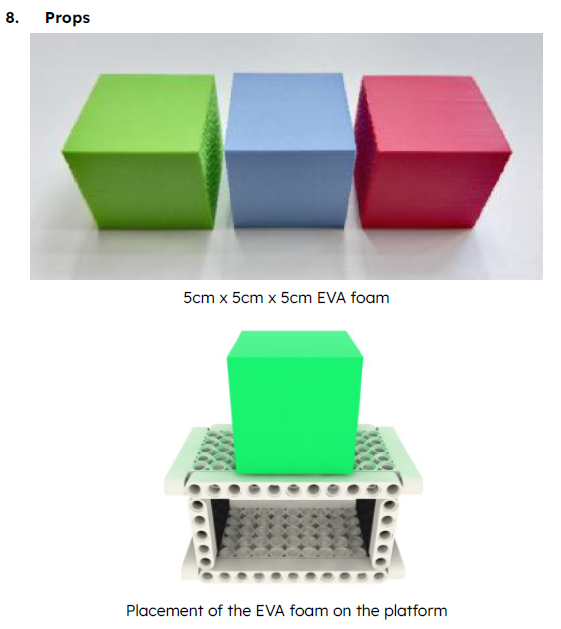 8. Props
5cm x 5cm x 5cm EVA foam
Placement of the EVA foam on the platform